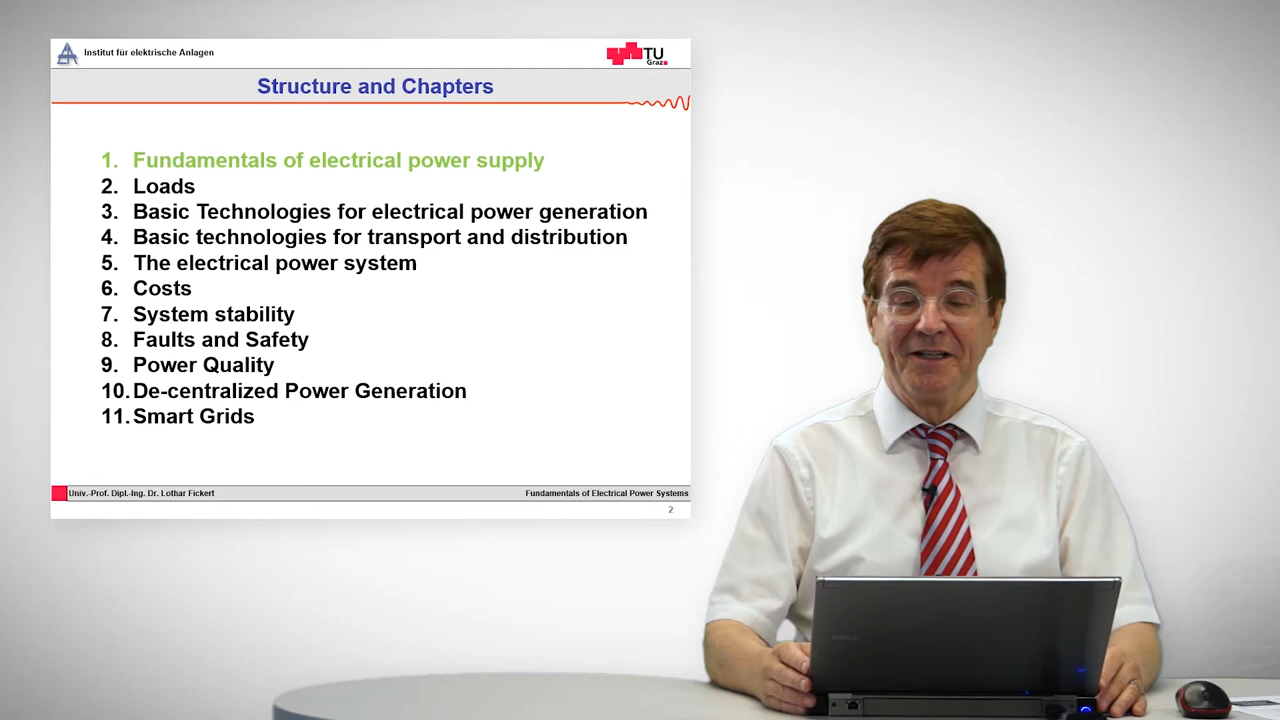 Institut für elektrische Anlagen
TU
Graz
Structure and Chapters
1. Fundamentals of electrical power supply
2. Loads
3. Basic Technologies for electrical power generation
4. Basic technologies for transport and distribution
5. The electrical power system
6. Costs
7. System stability
8. Faults and Safety
9. Power Quality
10. De-centralized Power Generation
11. Smart Grids
Univ.-Prof. Dipl.-Ing. Dr. Lothar Fickert
Fundamentals of Electrical Power Systems
2
DELL